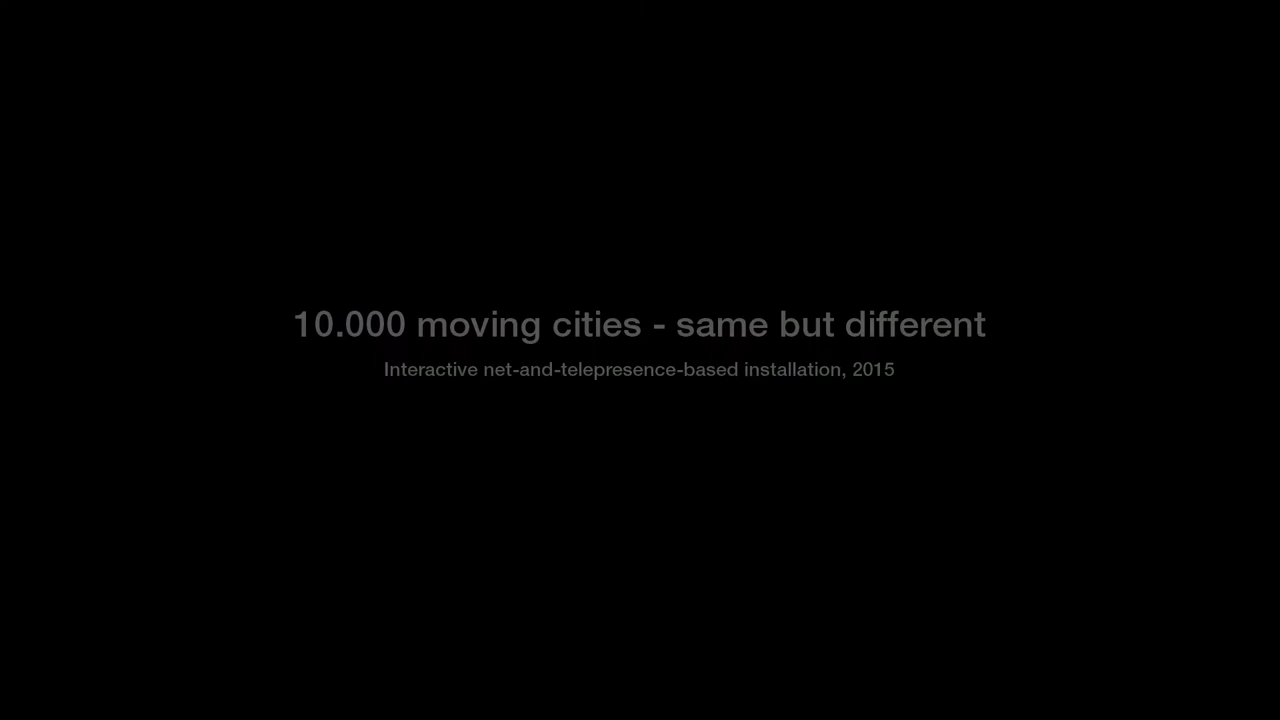 10.000 moving cities - same but different
Interactive net-and-telepresence-based installation, 2015